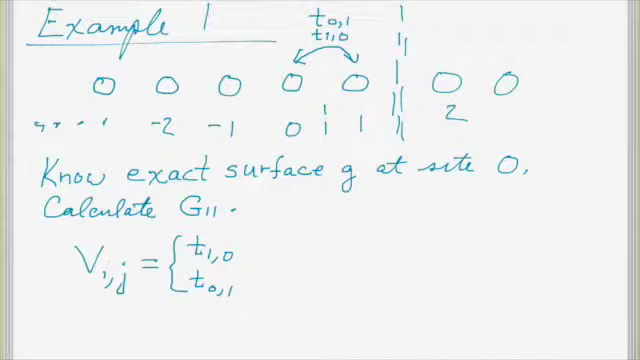 Example 1
t0,1
t1,0
O O O O O O O
.... -2 -1 0 1 1 2
Know exact surface g at site 0.
Calculate G11.
Vi,j = { t1,0
t0,1